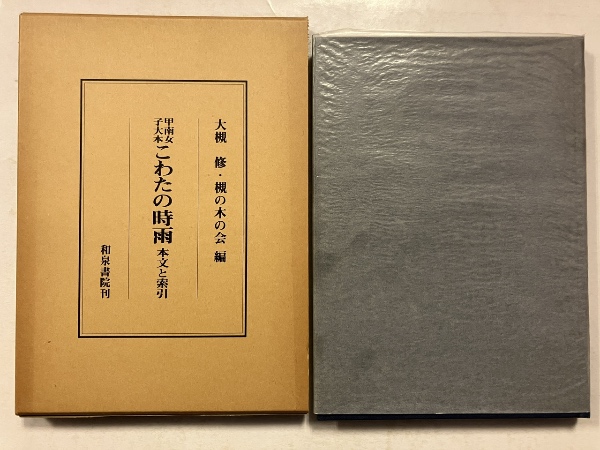 大槻 修・槻の木の会 編
甲南女
子大本
こわたの時雨 本文と索引
和泉書院刊